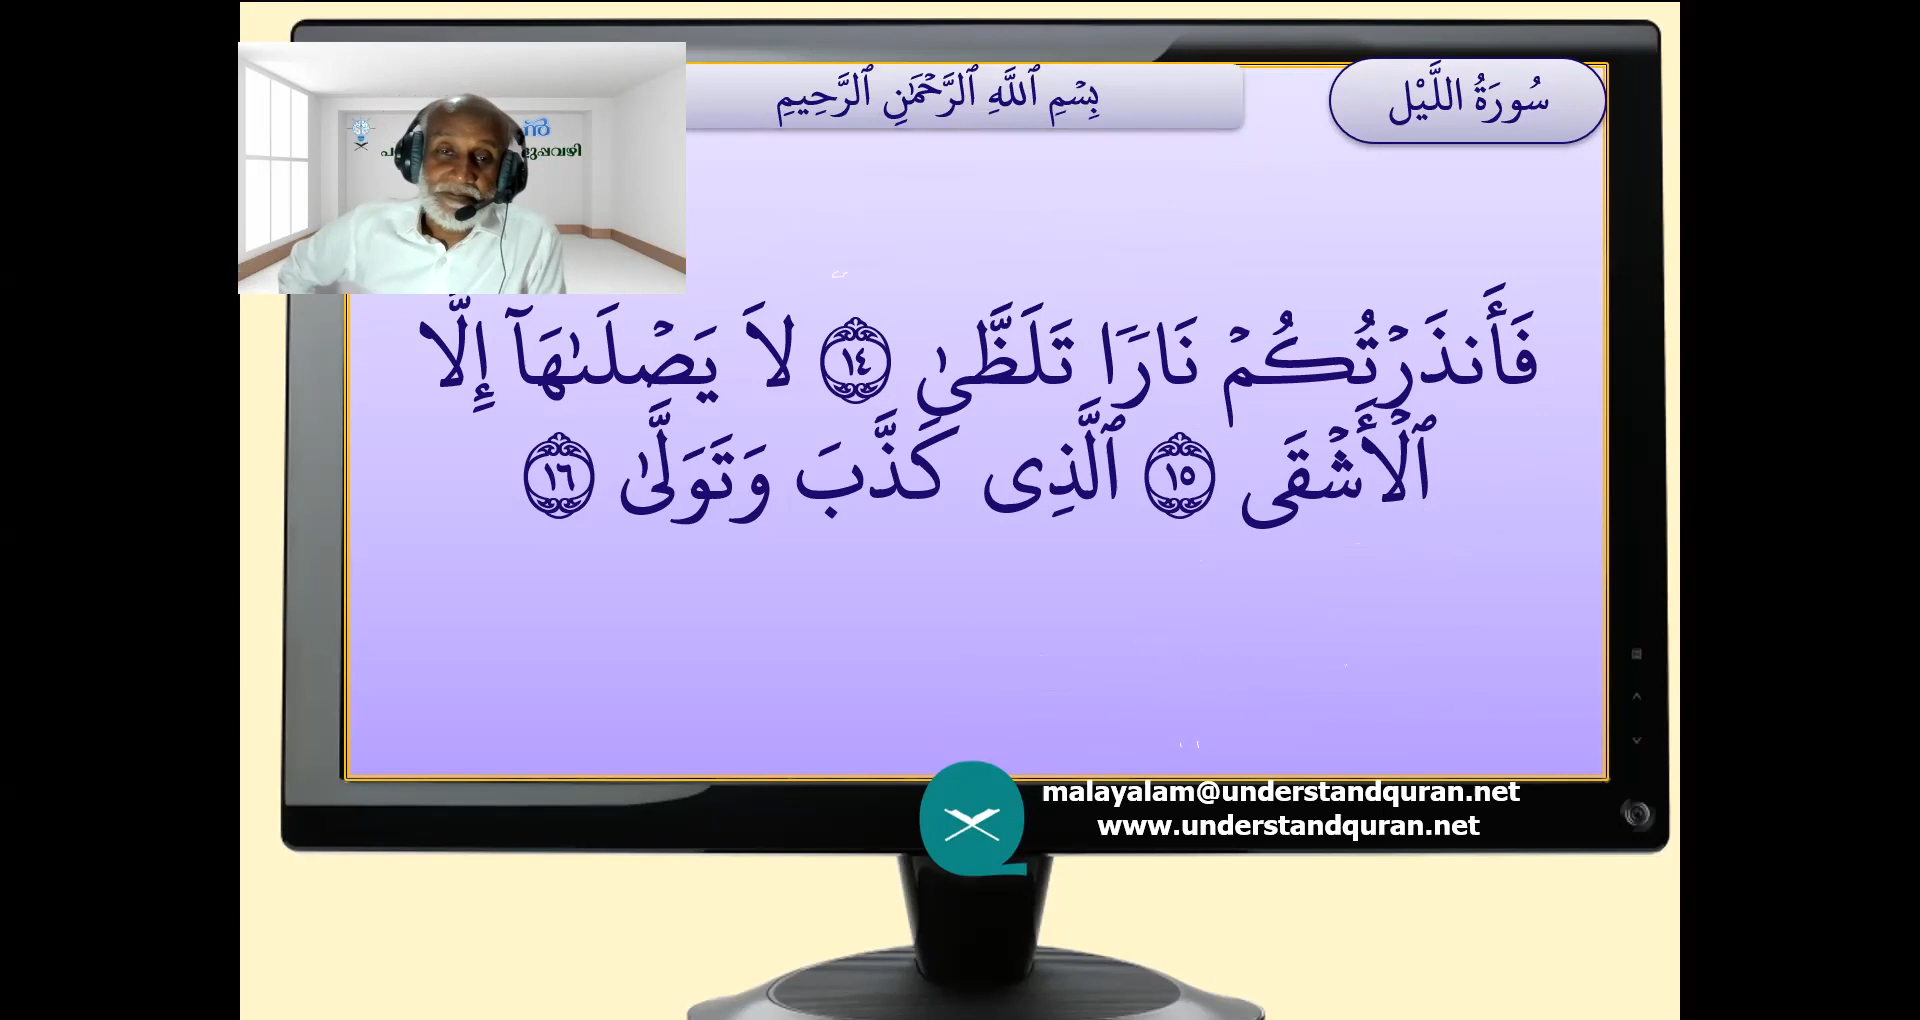 بِسْمِ ٱللَّهِ ٱلرَّحْمَٰنِ ٱلرَّحِيمِ
سُورَةُ اللَّيْل
ൻ
ളുപ്പവഴി
فَأَنذَرْتُكُمْ نَارًا تَلَظَّىٰ ١٤ لَا يَصْلَىٰهَآ إِلَّا
ٱلْأَشْقَى ١٥ ٱلَّذِى كَذَّبَ وَتَوَلَّىٰ ١٦
malayalam@understandquran.net
www.understandquran.net